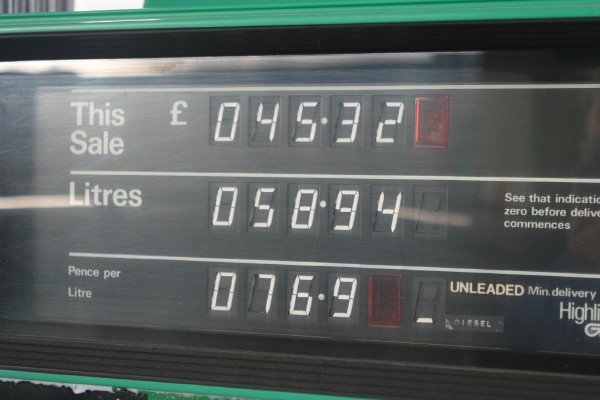 This Sale £ 045.32
Litres 058.94
See that indicatio
zero before delive
commences
Pence per
Litre
076.9
UNLEADED Min.delivery
Highli
DIESEL